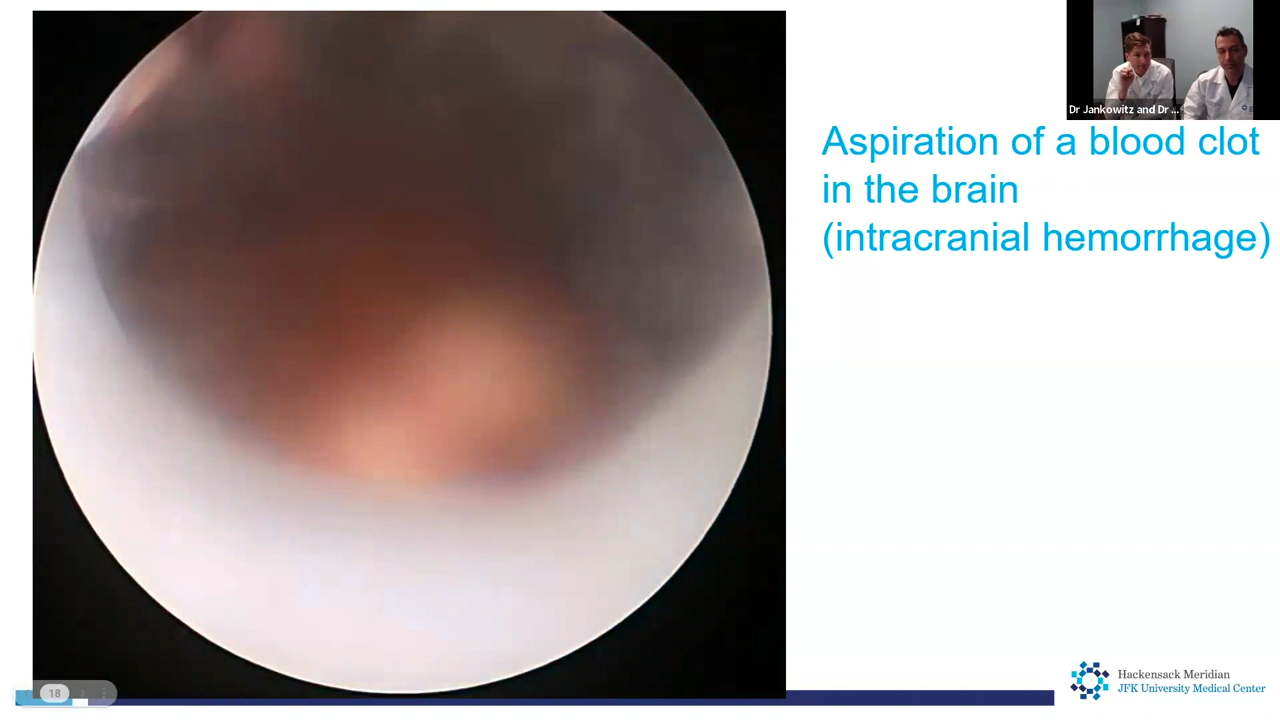 Dr Jankowitz and Dr ...
Aspiration of a blood clot
in the brain
(intracranial hemorrhage)
18
Hackensack Meridian
JFK University Medical Center